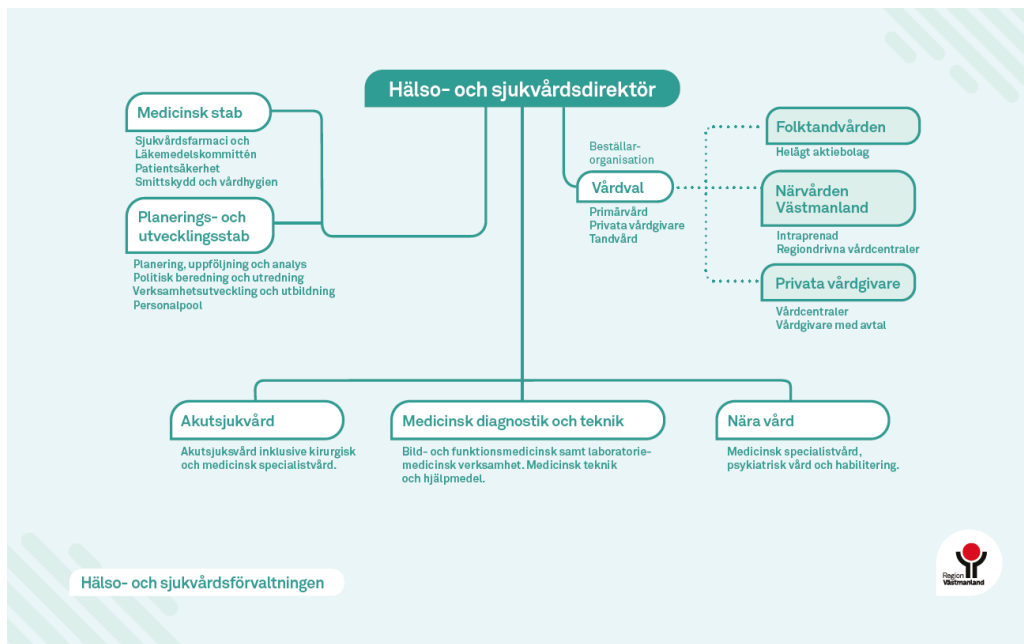 Hälso- och sjukvårdsdirektör
Medicinsk stab
Sjukvårdsfarmaci och
Läkemedelskommittén
Patientsäkerhet
Smittskydd och vårdhygien
Planerings- och
utvecklingsstab
Planering, uppföljning och analys
Politisk beredning och utredning
Verksamhetsutveckling och utbildning
Personalpool
Beställar-
organisation
Vårdval
Primärvård
Privata vårdgivare
Tandvård
Folktandvården
Helägt aktiebolag
Närvården
Västmanland
Intraprenad
Regiondrivna vårdcentraler
Privata vårdgivare
Vårdcentraler
Vårdgivare med avtal
Akutsjukvård
Akutsjuksvård inklusive kirurgisk
och medicinsk specialistvård.
Medicinsk diagnostik och teknik
Bild- och funktionsmedicinsk samt laboratorie-
medicinsk verksamhet. Medicinsk teknik
och hjälpmedel.
Nära vård
Medicinsk specialistvård,
psykiatrisk vård och habilitering.
Hälso- och sjukvårdsförvaltningen
Region
Västmanland